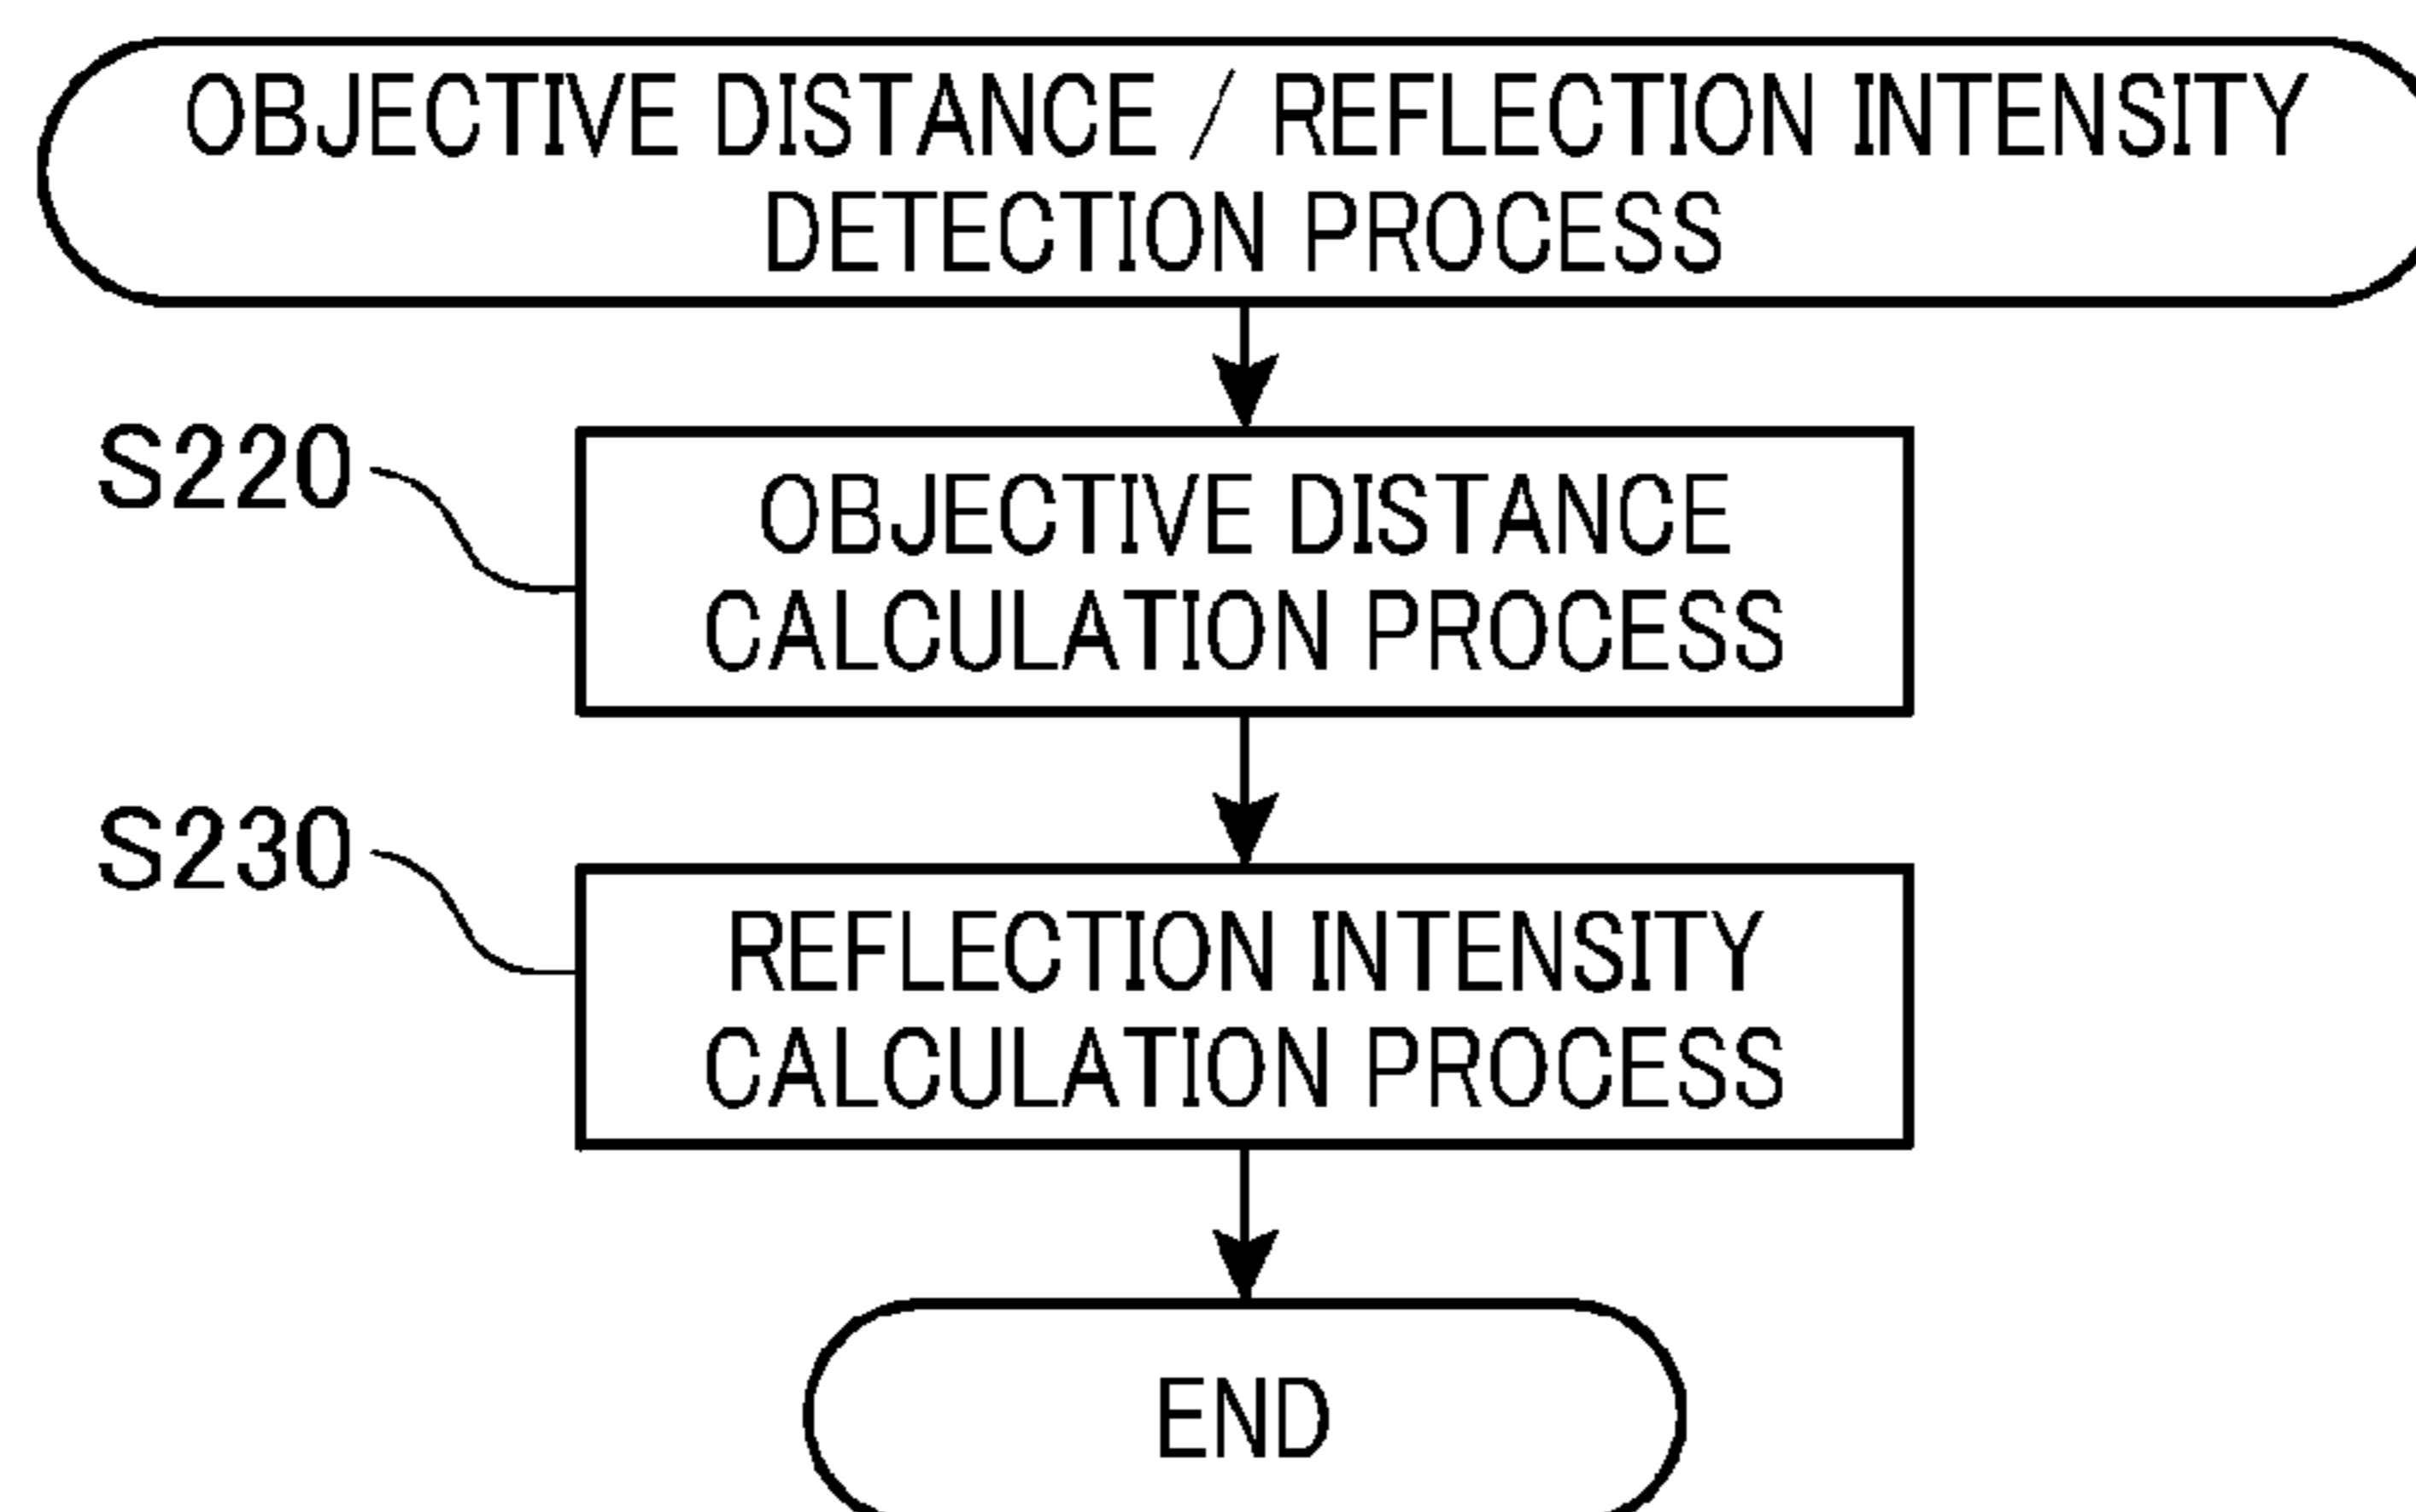 OBJECTIVE DISTANCE / REFLECTION INTENSITY
DETECTION PROCESS
S220
OBJECTIVE DISTANCE
CALCULATION PROCESS
S230
REFLECTION INTENSITY
CALCULATION PROCESS
END